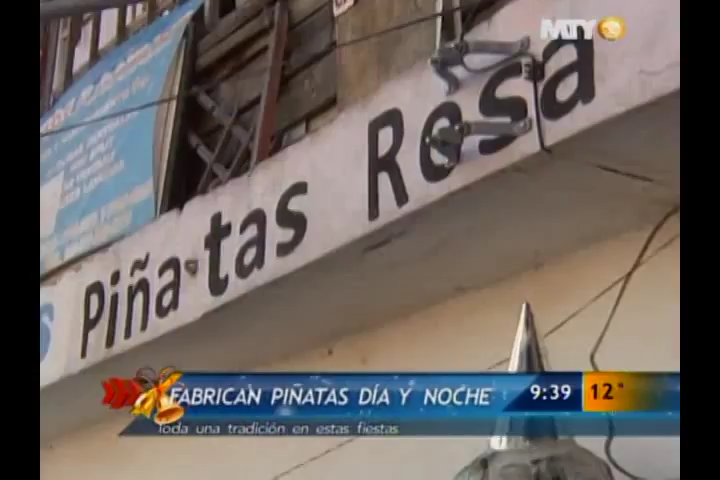 MTY
Piñatas Rosa
FABRICAN PIÑATAS DÍA Y NOCHE
9:39
12°
Toda una tradición en estas fiestas